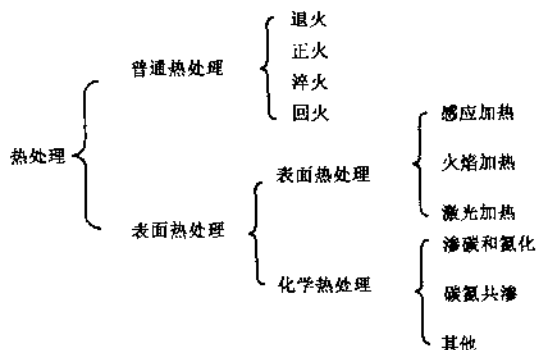 退火
正火
普通热处理
淬火
回火
感应加热
热处理
表面热处理
火焰加热
激光加热
表面热处理
渗碳和氮化
化学热处理
碳氮共渗
其他